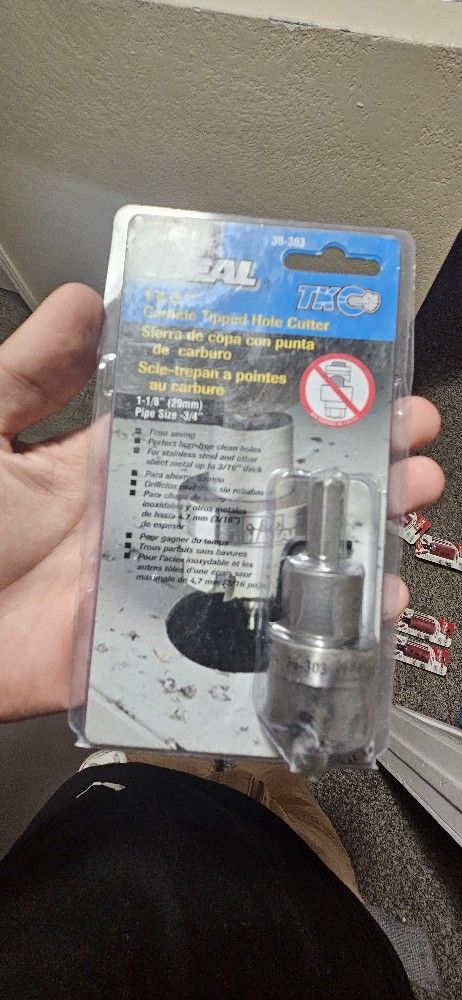 36-303
IDEAL
TKO
Carbide Tipped Hole Cutter
Sierra de copa con punta
de carburo
Scie-trepan a pointes
au carbure
1-1/8" (29mm)
Pipe Size -3/4"
■ Time saving
■ Perfect burr-free clean holes
■ For stainless steel and other
sheet metal up to 3/16" thick
■ Para ahorrar tiempo
■ Orificios sin rebabas
■ Para chapa de
inoxidable y otros metales
de hasta 4,7 mm (3/16")
de espesor
■ Pour gagner du temps
■ Trous parfaits sans bavures
■ Pour l'acier inoxydable et les
autres tôles d'une épaisseur
maximale de 4,7 mm (3/16
36-303